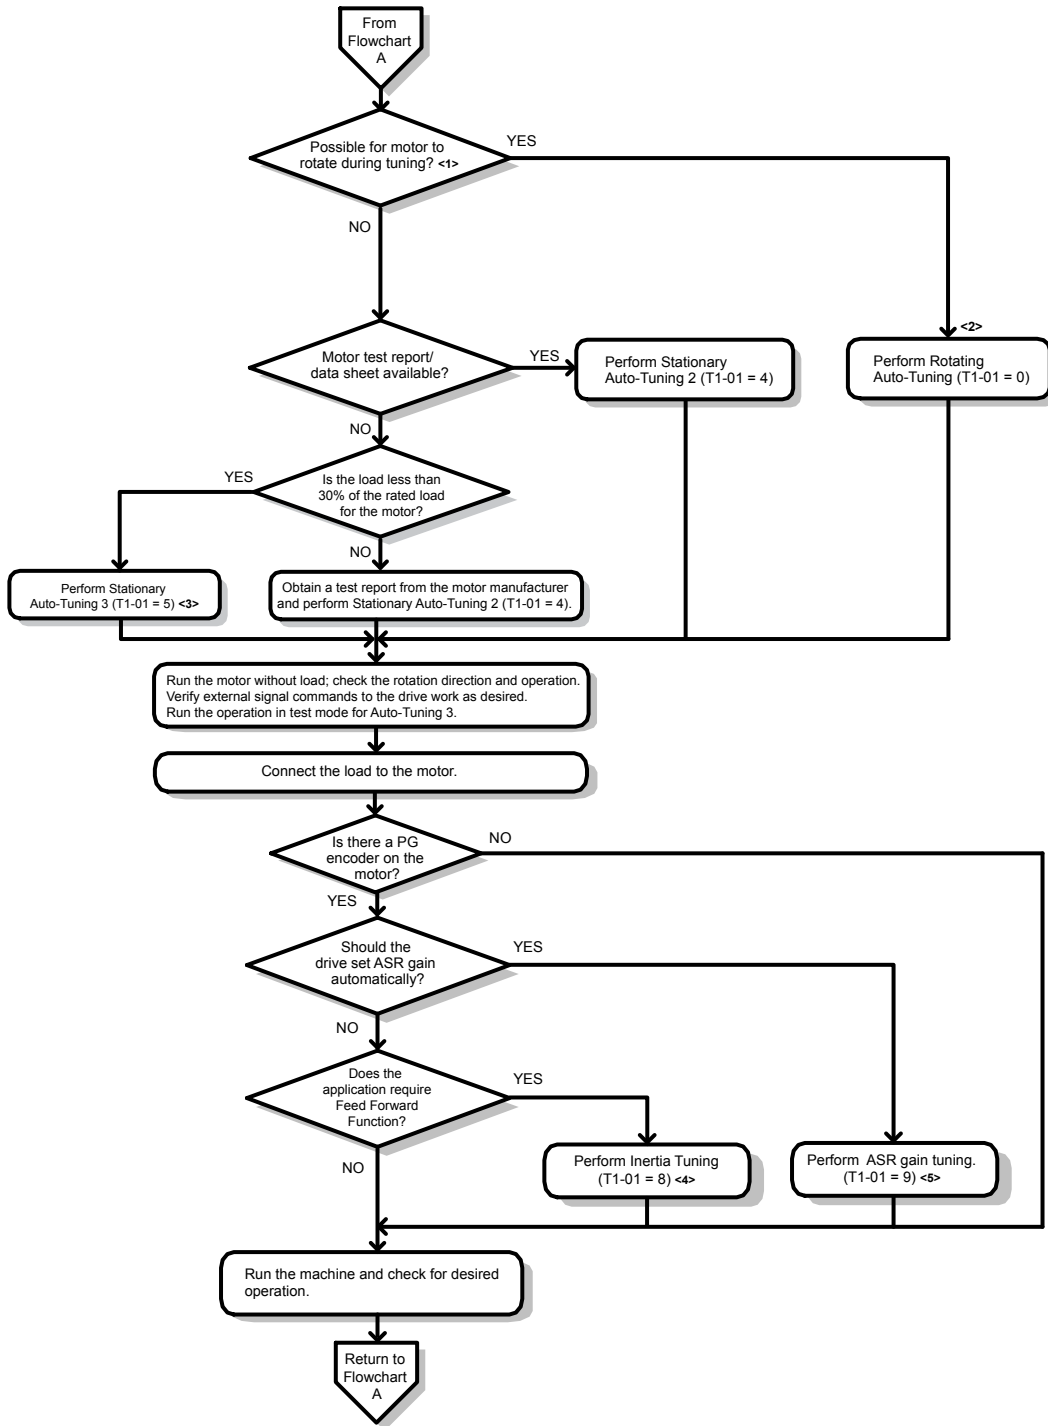 From
Flowchart
A
Possible for motor to
rotate during tuning? <1>
YES
NO
<2>
Motor test report/
data sheet available?
YES
Perform Stationary
Auto-Tuning 2 (T1-01 = 4)
Perform Rotating
Auto-Tuning (T1-01 = 0)
NO
YES
Is the load less than
30% of the rated load
for the motor?
NO
Perform Stationary
Auto-Tuning 3 (T1-01 = 5) <3>
Obtain a test report from the motor manufacturer
and perform Stationary Auto-Tuning 2 (T1-01 = 4).
Run the motor without load; check the rotation direction and operation.
Verify external signal commands to the drive work as desired.
Run the operation in test mode for Auto-Tuning 3.
Connect the load to the motor.
Is there a PG
encoder on the
motor?
NO
YES
Should the
drive set ASR gain
automatically?
YES
NO
Does the
application require
Feed Forward
Function?
YES
NO
Perform Inertia Tuning
(T1-01 = 8) <4>
Perform ASR gain tuning.
(T1-01 = 9) <5>
Run the machine and check for desired
operation.
Return to
Flowchart
A